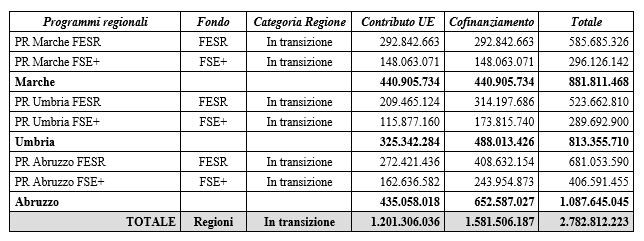 Programmi regionali Fondo Categoria Regione Contributo UE Cofinanziamento Totale
PR Marche FESR FESR In transizione 292.842.663 292.842.663 585.685.326
PR Marche FSE+ FSE+ In transizione 148.063.071 148.063.071 296.126.142
Marche 440.905.734 440.905.734 881.811.468
PR Umbria FESR FESR In transizione 209.465.124 314.197.686 523.662.810
PR Umbria FSE+ FSE+ In transizione 115.877.160 173.815.740 289.692.900
Umbria 325.342.284 488.013.426 813.355.710
PR Abruzzo FESR FESR In transizione 272.421.436 408.632.154 681.053.590
PR Abruzzo FSE+ FSE+ In transizione 162.636.582 243.954.873 406.591.455
Abruzzo 435.058.018 652.587.027 1.087.645.045
TOTALE Regioni In transizione 1.201.306.036 1.581.506.187 2.782.812.223